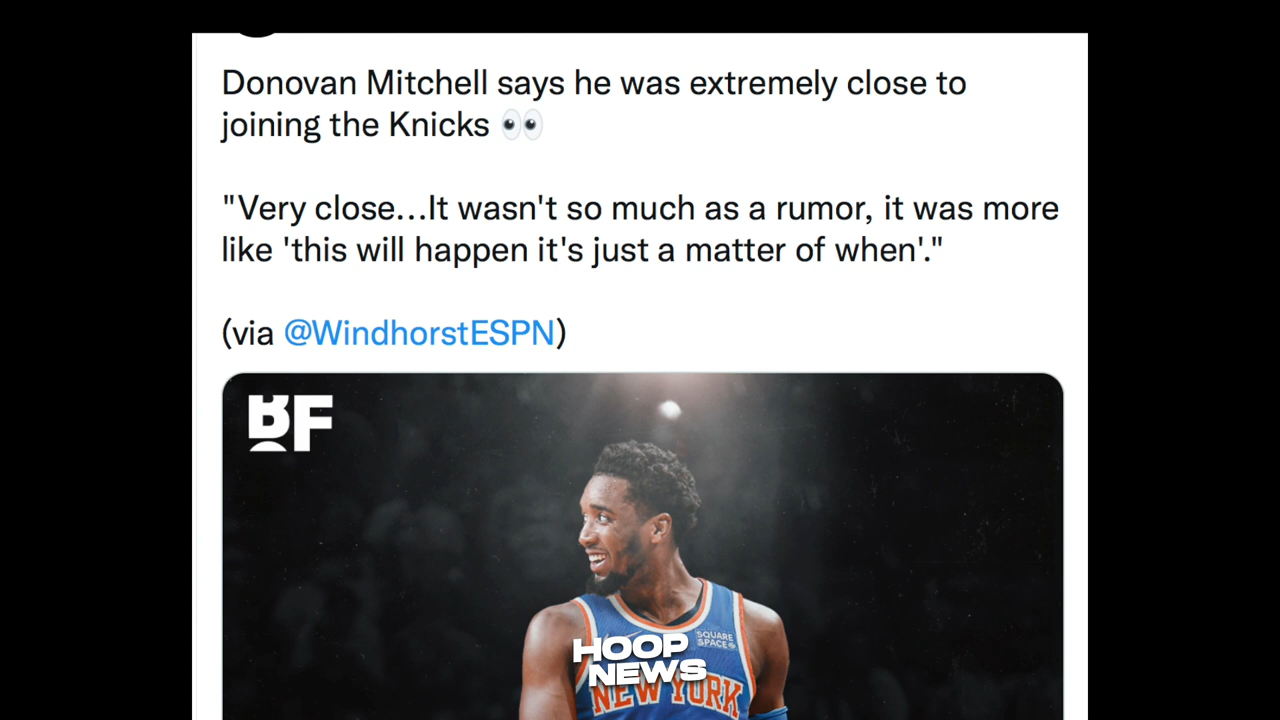 Donovan Mitchell says he was extremely close to
joining the Knicks 👀
"Very close...It wasn't so much as a rumor, it was more
like 'this will happen it's just a matter of when'."
(via @WindhorstESPN)
BF
SQUARE
SPACE
HOOP
NEWS
NEW YORK